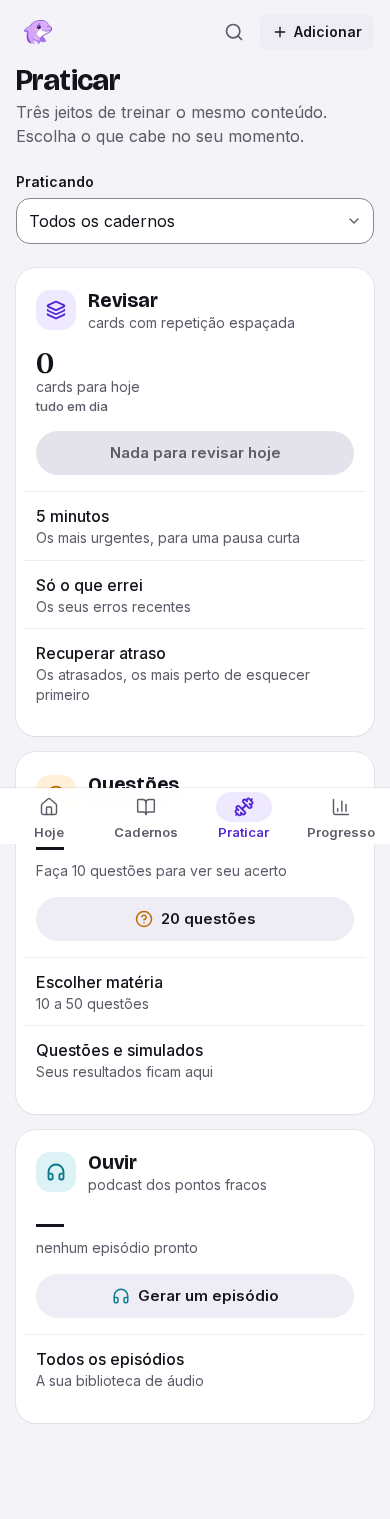 Adicionar
Praticar
Três jeitos de treinar o mesmo conteúdo.
Escolha o que cabe no seu momento.
Praticando
Todos os cadernos
Revisar
cards com repetição espaçada
0
cards para hoje
tudo em dia
Nada para revisar hoje
5 minutos
Os mais urgentes, para uma pausa curta
Só o que errei
Os seus erros recentes
Recuperar atraso
Os atrasados, os mais perto de esquecer
primeiro
Questões
Hoje
Cadernos
Praticar
Progresso
—
Faça 10 questões para ver seu acerto
20 questões
Escolher matéria
10 a 50 questões
Questões e simulados
Seus resultados ficam aqui
Ouvir
podcast dos pontos fracos
—
nenhum episódio pronto
Gerar um episódio
Todos os episódios
A sua biblioteca de áudio